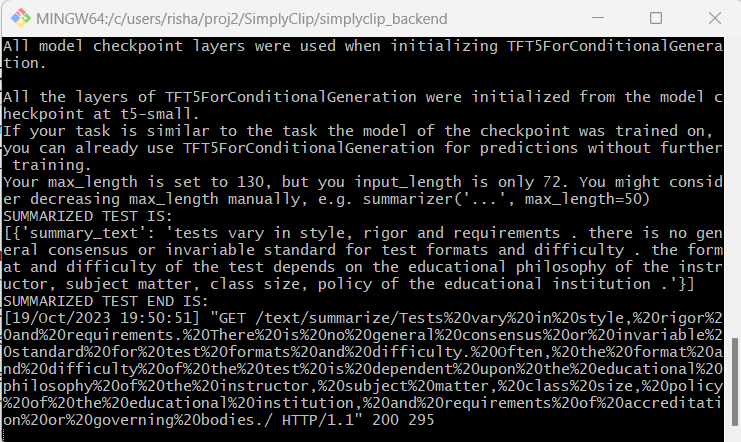 MINGW64:/c/users/risha/proj2/SimplyClip/simplyclip_backend
All model checkpoint layers were used when initializing TFT5ForConditionalGenera
tion.
All the layers of TFT5ForConditionalGeneration were initialized from the model c
heckpoint at t5-small.
If your task is similar to the task the model of the checkpoint was trained on,
you can already use TFT5ForConditionalGeneration for predictions without further
 training.
Your max_length is set to 130, but you input_length is only 72. You might consid
er decreasing max_length manually, e.g. summarizer('...', max_length=50)
SUMMARIZED TEST IS:
[{'summary_text': 'tests vary in style, rigor and requirements . there is no gen
eral consensus or invariable standard for test formats and difficulty . the form
at and difficulty of the test depends on the educational philosophy of the instr
uctor, subject matter, class size, policy of the educational institution .'}]
SUMMARIZED TEST END IS:
[19/Oct/2023 19:50:51] "GET /text/summarize/Tests%20vary%20in%20style,%20rigor%2
0and%20requirements.%20There%20is%20no%20general%20consensus%20or%20invariable%2
0standard%20for%20test%20formats%20and%20difficulty.%20Often,%20the%20format%20a
nd%20difficulty%20of%20the%20test%20is%20dependent%20upon%20the%20educational%20
philosophy%20of%20the%20instructor,%20subject%20matter,%20class%20size,%20policy
%20of%20the%20educational%20institution,%20and%20requirements%20of%20accreditati
on%20or%20governing%20bodies./ HTTP/1.1" 200 295